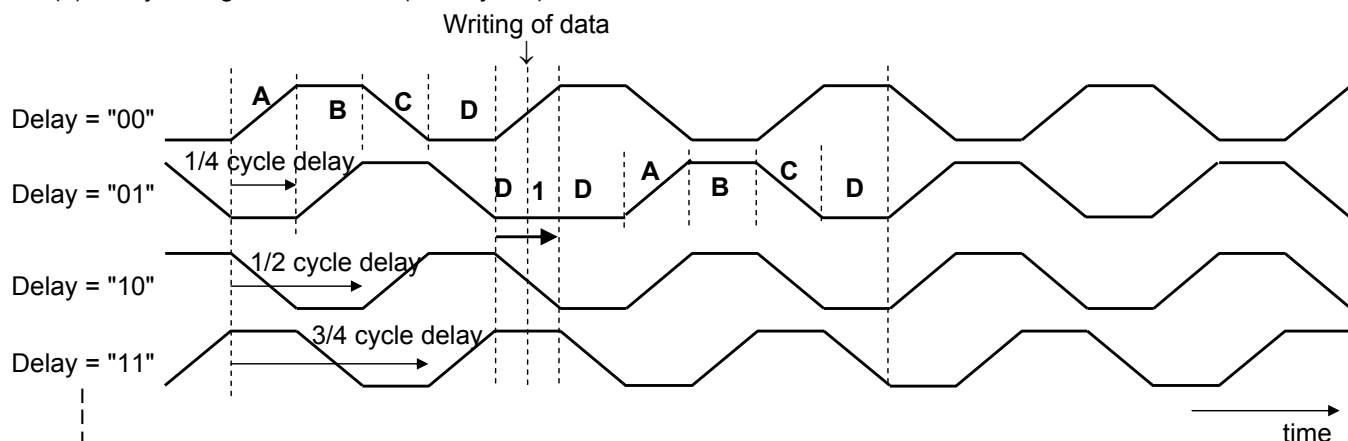 Writing of data
↓
A B C D
Delay = "00"
1/4 cycle delay
Delay = "01"
D 1 D A B C D
1/2 cycle delay
Delay = "10"
3/4 cycle delay
Delay = "11"
time